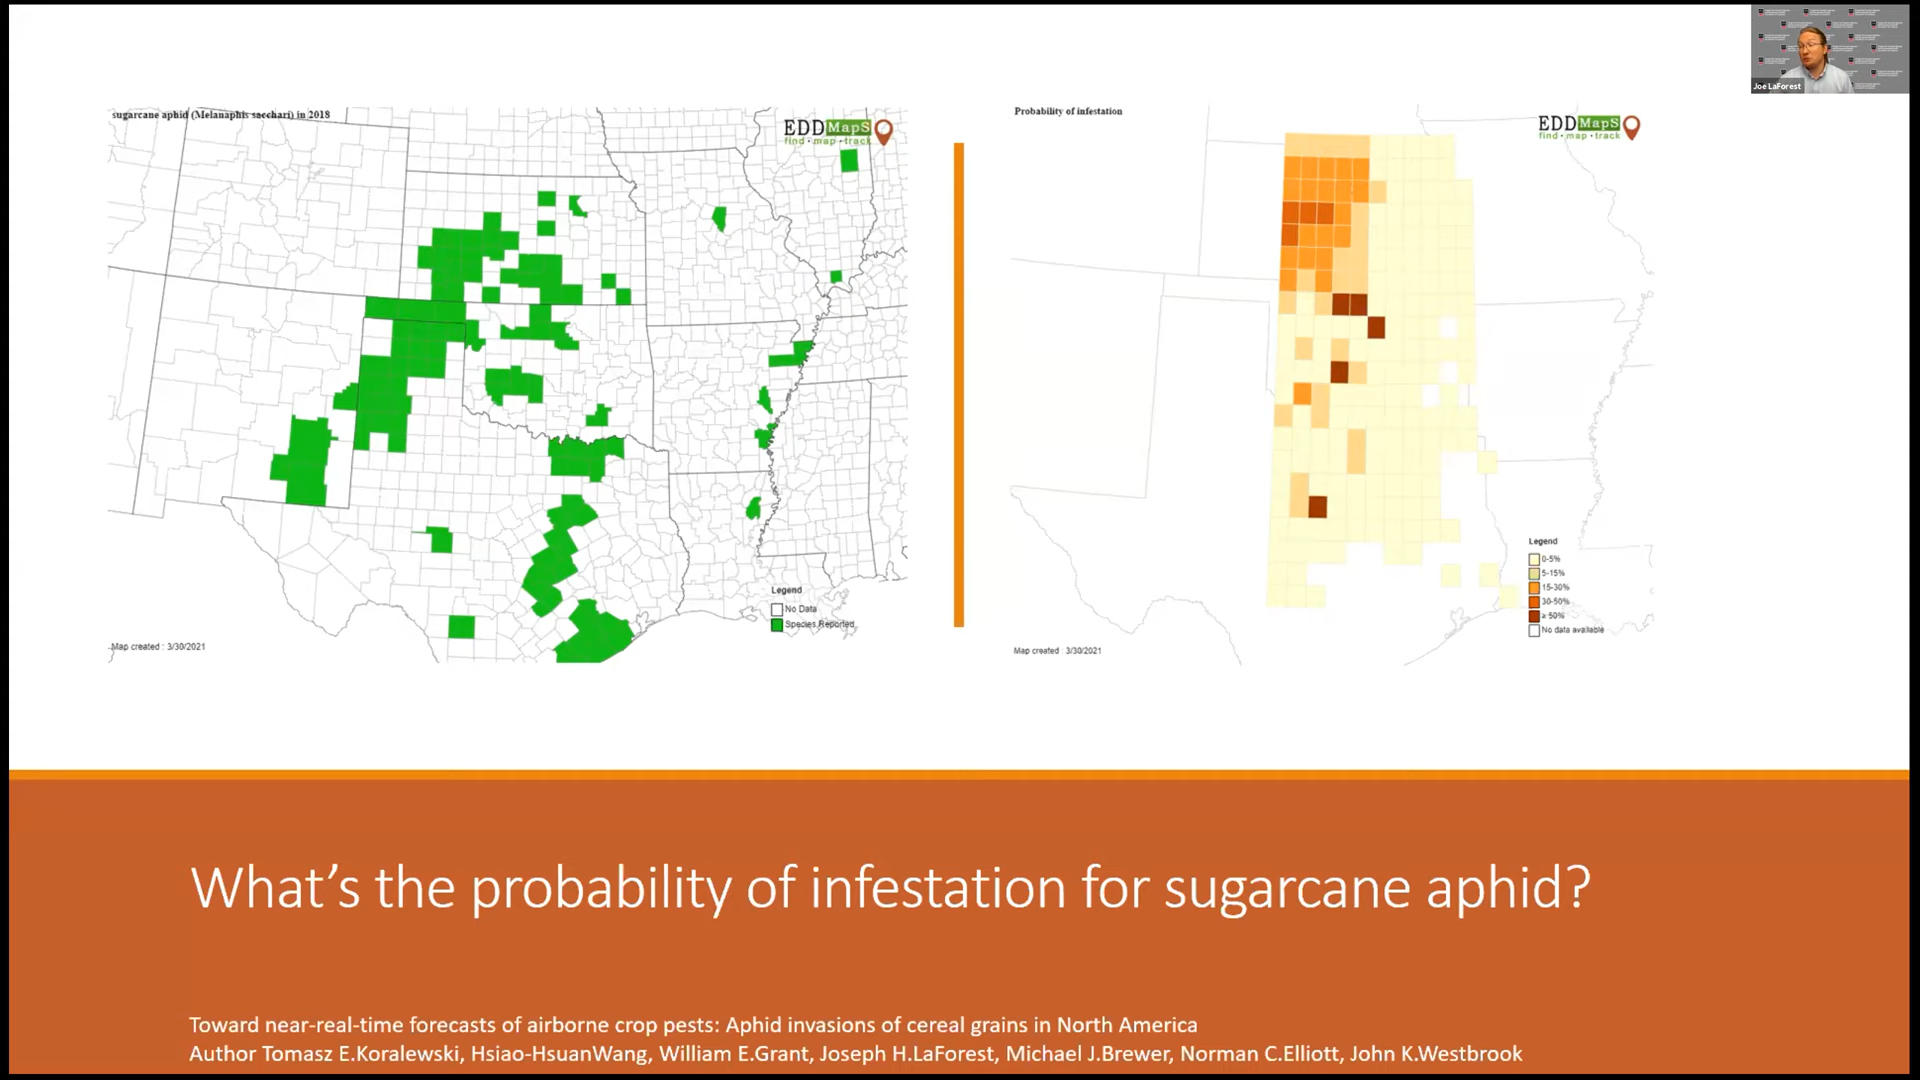 Joe LaForest
sugarcane aphid (Melanaphis sacchari) in 2018
EDDMapS
find · map · track
Legend
No Data
Species Reported
Map created : 3/30/2021
Probability of infestation
EDDMapS
find · map · track
Legend
0-5%
5-15%
15-30%
30-50%
≥ 50%
No data available
Map created : 3/30/2021
What's the probability of infestation for sugarcane aphid?
Toward near-real-time forecasts of airborne crop pests: Aphid invasions of cereal grains in North America
Author Tomasz E.Koralewski, Hsiao-HsuanWang, William E.Grant, Joseph H.LaForest, Michael J.Brewer, Norman C.Elliott, John K.Westbrook